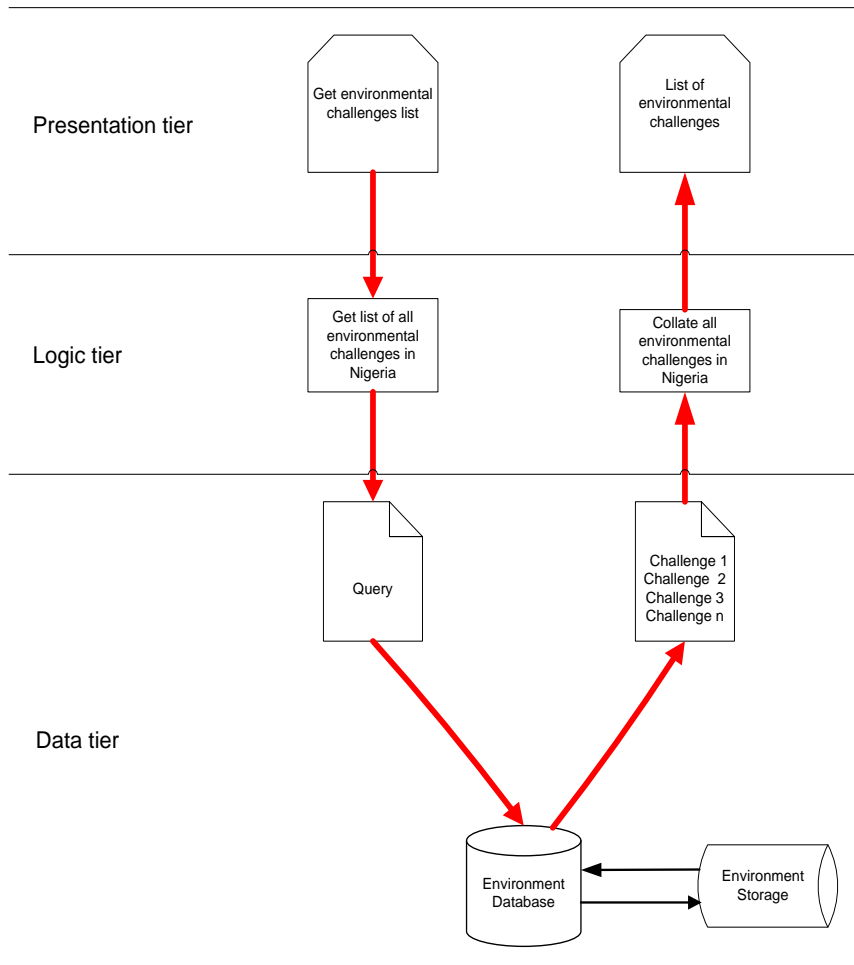 Presentation tier
Get environmental
challenges list
List of
environmental
challenges
Logic tier
Get list of all
environmental
challenges in
Nigeria
Collate all
environmental
challenges in
Nigeria
Data tier
Query
Challenge 1
Challenge 2
Challenge 3
Challenge n
Environment
Database
Environment
Storage